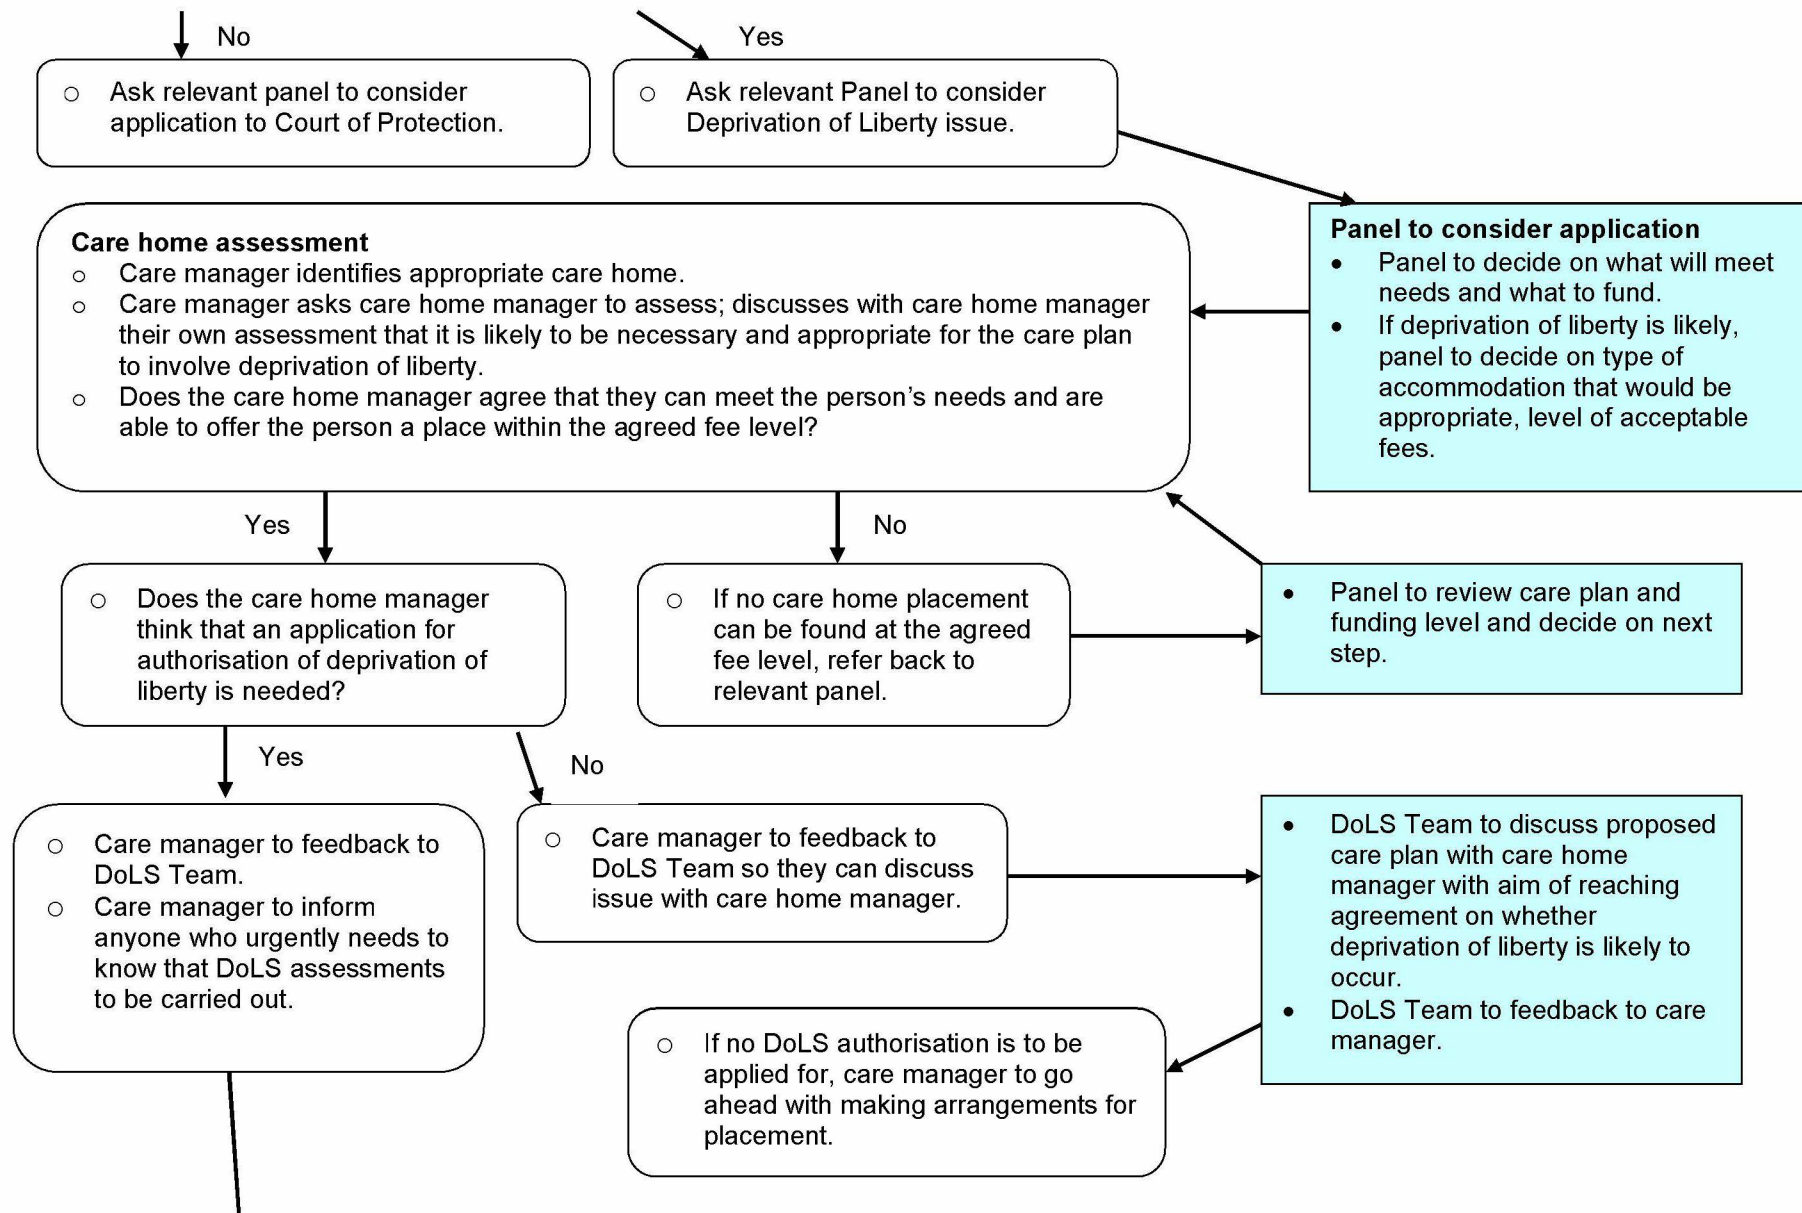 No
Yes
○ Ask relevant panel to consider
application to Court of Protection.
○ Ask relevant Panel to consider
Deprivation of Liberty issue.
Care home assessment
○ Care manager identifies appropriate care home.
○ Care manager asks care home manager to assess; discusses with care home manager
their own assessment that it is likely to be necessary and appropriate for the care plan
to involve deprivation of liberty.
○ Does the care home manager agree that they can meet the person’s needs and are
able to offer the person a place within the agreed fee level?
Panel to consider application
• Panel to decide on what will meet
needs and what to fund.
• If deprivation of liberty is likely,
panel to decide on type of
accommodation that would be
appropriate, level of acceptable
fees.
Yes
No
○ Does the care home manager
think that an application for
authorisation of deprivation of
liberty is needed?
○ If no care home placement
can be found at the agreed
fee level, refer back to
relevant panel.
• Panel to review care plan and
funding level and decide on next
step.
Yes
No
○ Care manager to feedback to
DoLS Team.
○ Care manager to inform
anyone who urgently needs to
know that DoLS assessments
to be carried out.
○ Care manager to feedback to
DoLS Team so they can discuss
issue with care home manager.
• DoLS Team to discuss proposed
care plan with care home
manager with aim of reaching
agreement on whether
deprivation of liberty is likely to
occur.
• DoLS Team to feedback to care
manager.
○ If no DoLS authorisation is to be
applied for, care manager to go
ahead with making arrangements for
placement.